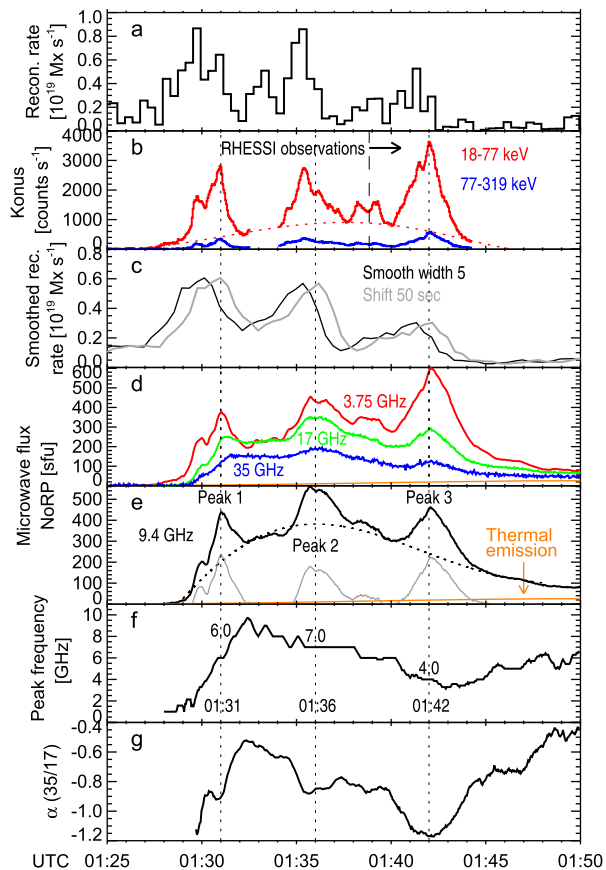 a
Recon. rate
[10¹⁹ Mx s⁻¹]
1.0
0.8
0.6
0.4
0.2
0.0
b
RHESSI observations
18-77 keV
77-319 keV
Konus
[counts s⁻¹]
4000
3000
2000
1000
0
c
Smooth width 5
Shift 50 sec
Smoothed rec.
rate [10¹⁹ Mx s⁻¹]
0.8
0.6
0.4
0.2
0.0
d
3.75 GHz
17 GHz
35 GHz
Microwave flux
NoRP [sfu]
600
500
400
300
200
100
0
e
Peak 1
Peak 3
9.4 GHz
Peak 2
Thermal
emission
500
400
300
200
100
0
f
6.0
7.0
4.0
01:31
01:36
01:42
Peak frequency
[GHz]
10
8
6
4
2
0
g
α (35/17)
-0.4
-0.6
-0.8
-1.0
-1.2
UTC 01:25 01:30 01:35 01:40 01:45 01:50